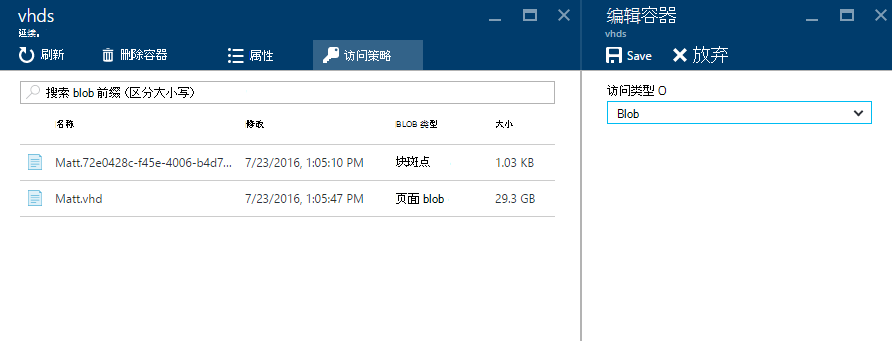 vhds
延续。
刷新 删除容器 属性 访问策略
搜索 blob 前缀 (区分大小写)
名称 修改 BLOB 类型 大小
Matt.72e0428c-f45e-4006-b4d7... 7/23/2016, 1:05:10 PM 块斑点 1.03 KB
Matt.vhd 7/23/2016, 1:05:47 PM 页面 blob 29.3 GB
编辑容器
vhds
Save 放弃
访问类型 O
Blob